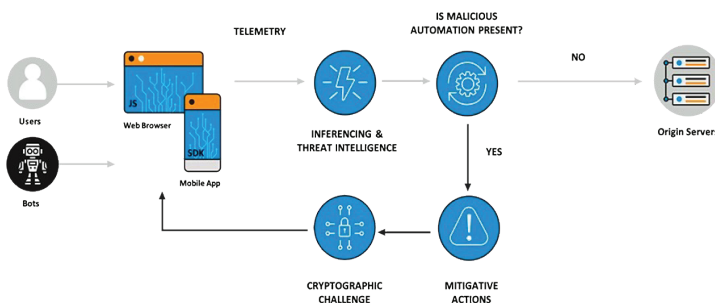 TELEMETRY
IS MALICIOUS
AUTOMATION PRESENT?
NO
Users
JS
Web Browser
SDK
Mobile App
INFERENCING &
THREAT INTELLIGENCE
Origin Servers
YES
Bots
CRYPTOGRAPHIC
CHALLENGE
MITIGATIVE
ACTIONS